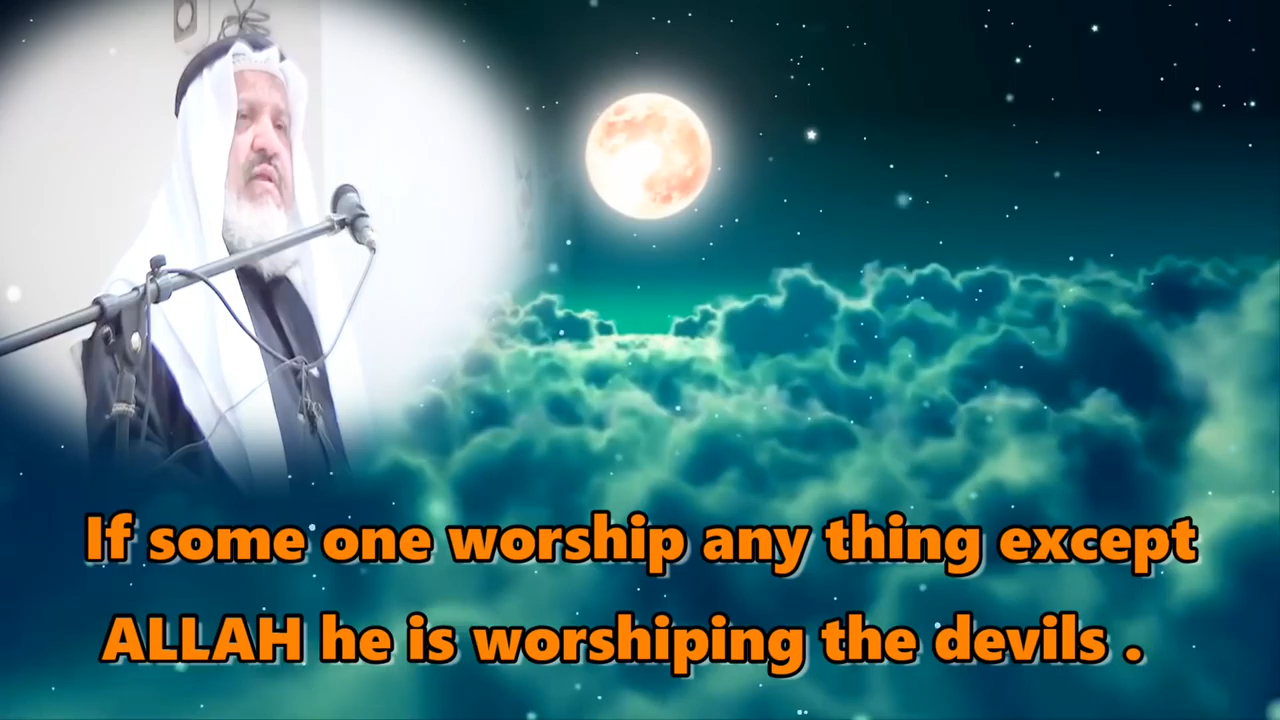 If some one worship any thing except
ALLAH he is worshiping the devils .